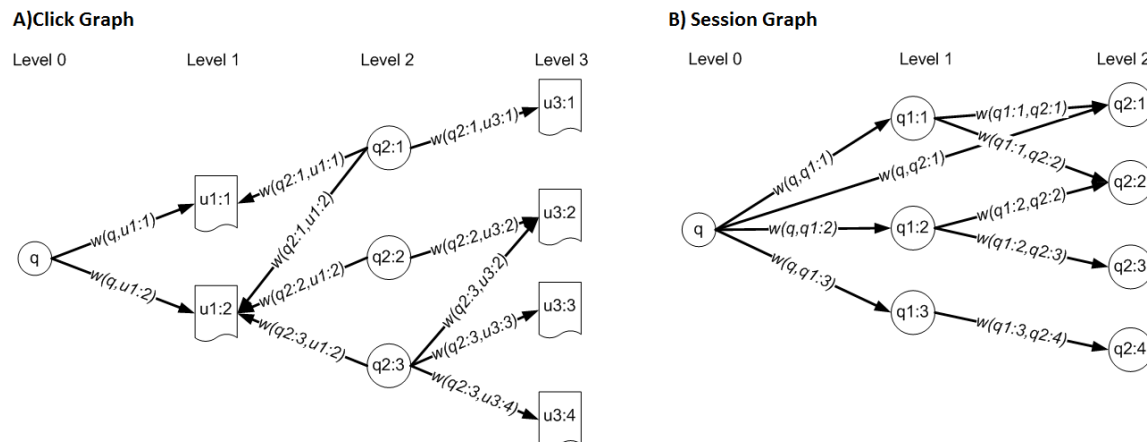 A)Click Graph
Level 0
Level 1
Level 2
Level 3
q
w(q,u1:1)
w(q,u1:2)
u1:1
u1:2
w(q2:1,u1:1)
w(q2:1,u1:2)
w(q2:2,u1:2)
w(q2:3,u1:2)
q2:1
q2:2
q2:3
w(q2:1,u3:1)
w(q2:2,u3:2)
w(q2:3,u3:2)
w(q2:3,u3:3)
w(q2:3,u3:4)
u3:1
u3:2
u3:3
u3:4
B) Session Graph
Level 0
Level 1
Level 2
q
w(q,q1:1)
w(q,q2:1)
w(q,q1:2)
w(q,q1:3)
q1:1
q1:2
q1:3
w(q1:1,q2:1)
w(q1:1,q2:2)
w(q1:2,q2:2)
w(q1:2,q2:3)
w(q1:3,q2:4)
q2:1
q2:2
q2:3
q2:4